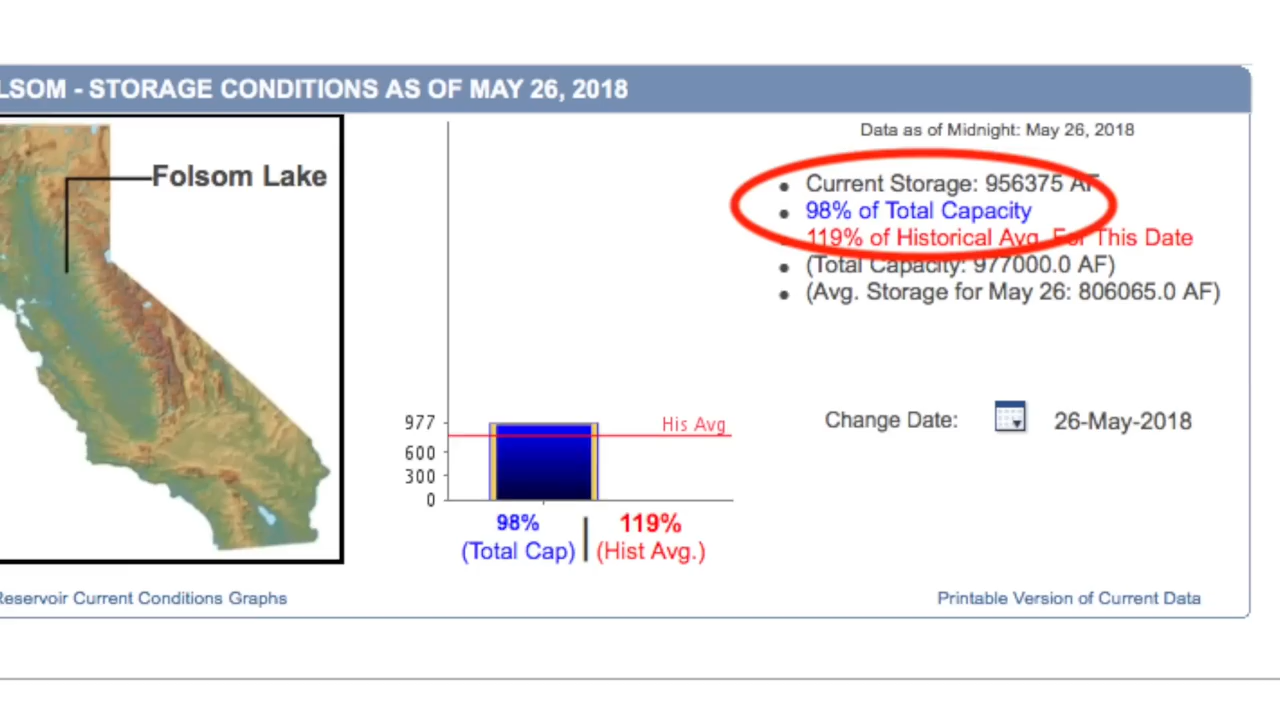 LSOM - STORAGE CONDITIONS AS OF MAY 26, 2018
Data as of Midnight: May 26, 2018
Folsom Lake
Current Storage: 956375 AF
98% of Total Capacity
119% of Historical Avg. For This Date
(Total Capacity: 977000.0 AF)
(Avg. Storage for May 26: 806065.0 AF)
Change Date:
26-May-2018
977
His Avg
600
300
0
98%
119%
(Total Cap)
(Hist Avg.)
Reservoir Current Conditions Graphs
Printable Version of Current Data